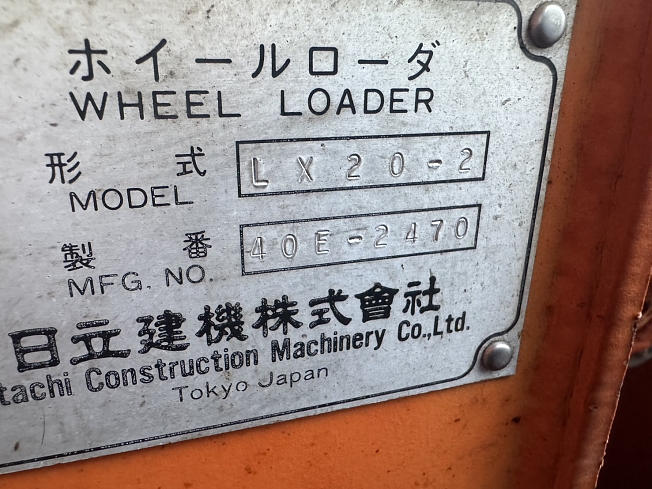 ホイールローダ
WHEEL LOADER
形式 LX20-2
MODEL
製番 40E-2470
MFG. NO.
日立建機株式會社
tachi Construction Machinery Co.,Ltd.
Tokyo Japan